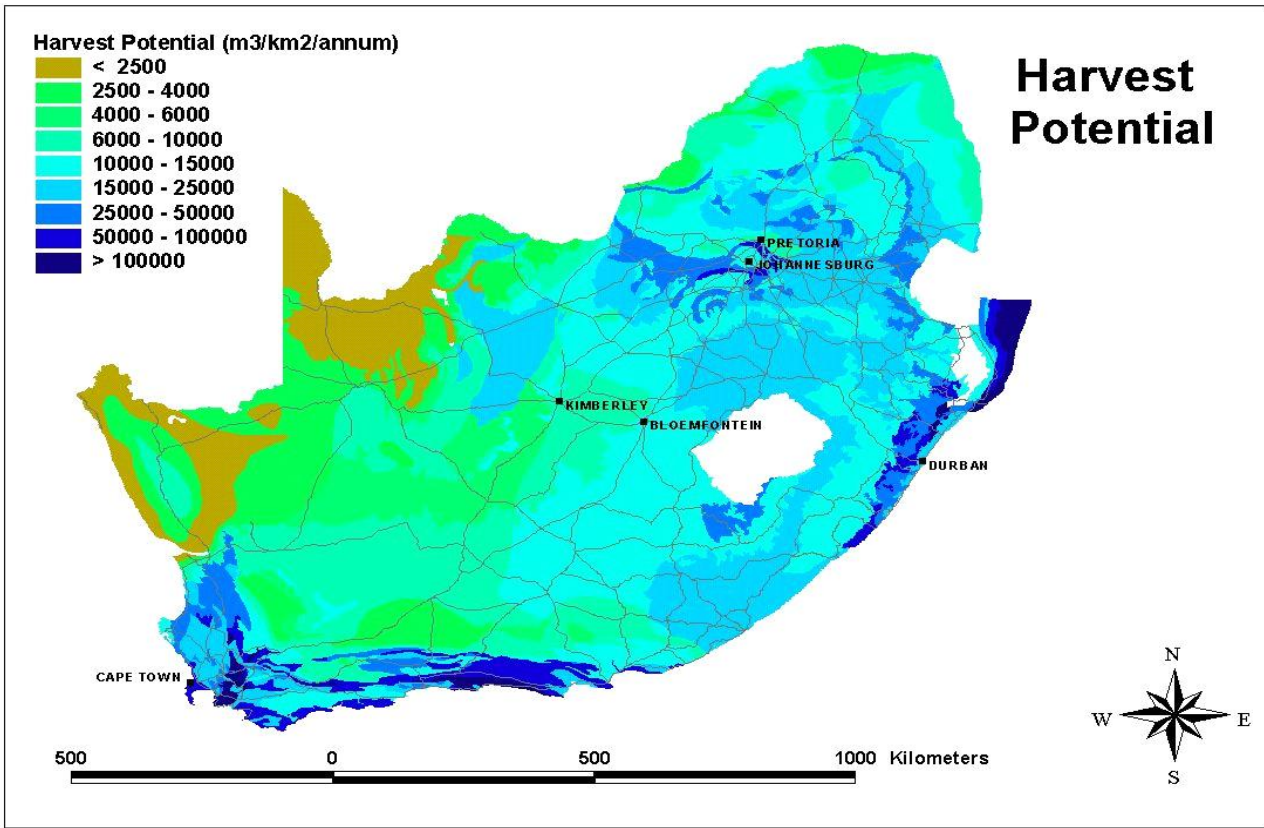 Harvest Potential (m3/km2/annum)
< 2500
2500 - 4000
4000 - 6000
6000 - 10000
10000 - 15000
15000 - 25000
25000 - 50000
50000 - 100000
> 100000
Harvest
Potential
PRETORIA
JOHANNESBURG
KIMBERLEY
BLOEMFONTEIN
DURBAN
CAPE TOWN
N
W
E
S
500 0 500 1000 Kilometers